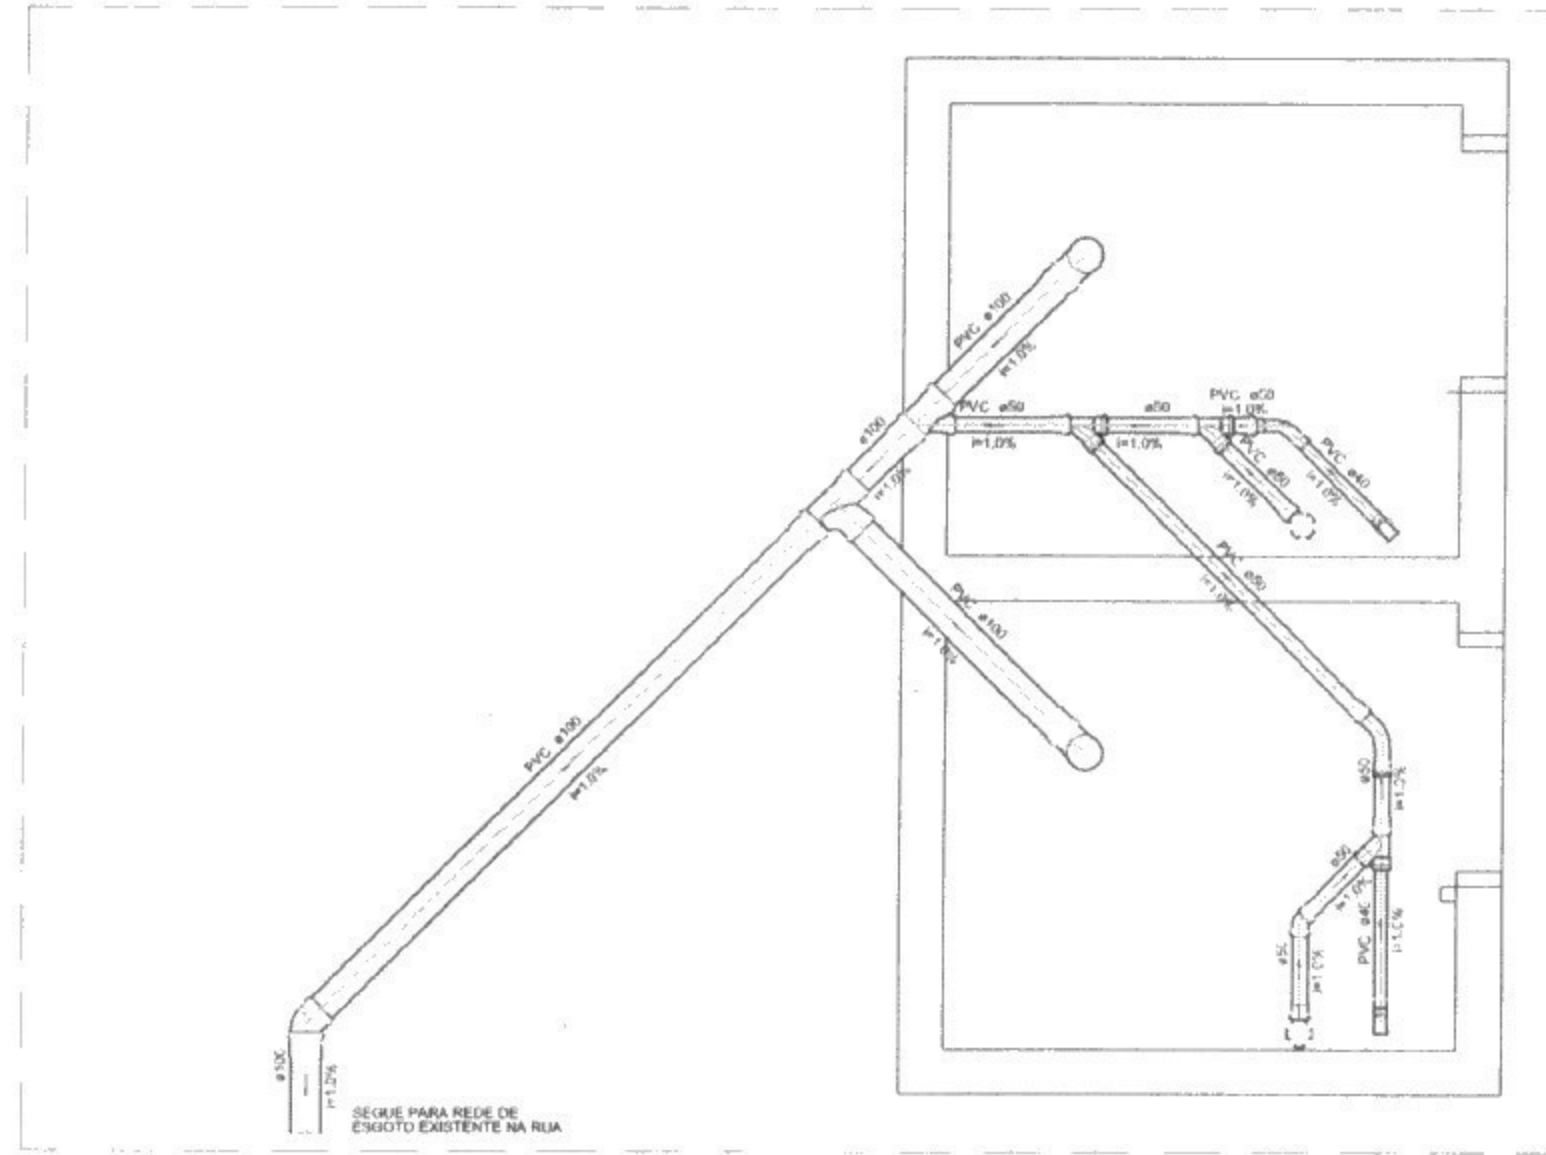 PVC ø100
i=1,0%
ø100
i=1,0%
PVC ø50
i=1,0%
ø50
i=1,0%
PVC ø50
i=1,0%
PVC ø40
i=1,0%
PVC ø50
i=1,0%
PVC ø50
i=1,0%
PVC ø100
i=1,0%
PVC ø100
i=1,0%
ø50
i=1,0%
ø50
i=1,0%
PVC ø40
i=1,0%
ø50
i=1,0%
ø100
i=1,0%
SEGUE PARA REDE DE
ESGOTO EXISTENTE NA RUA